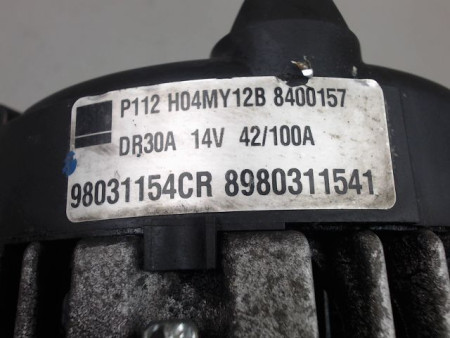 P112 H04MY12B 8400157
DR30A 14V 42/100A
98031154CR 8980311541